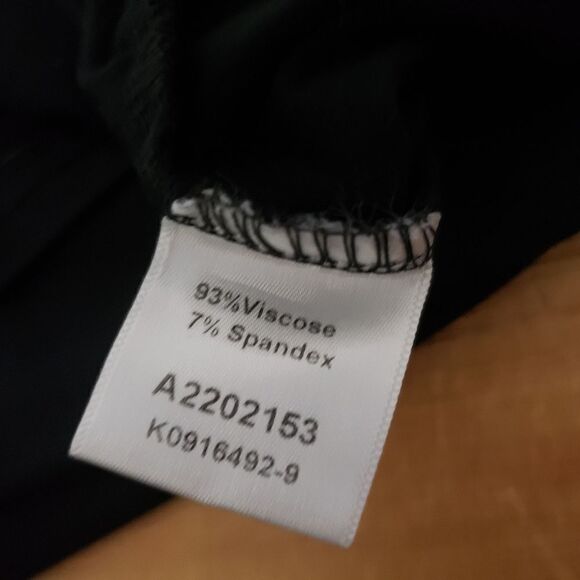 93%Viscose
7% Spandex
A2202153
K0916492-9